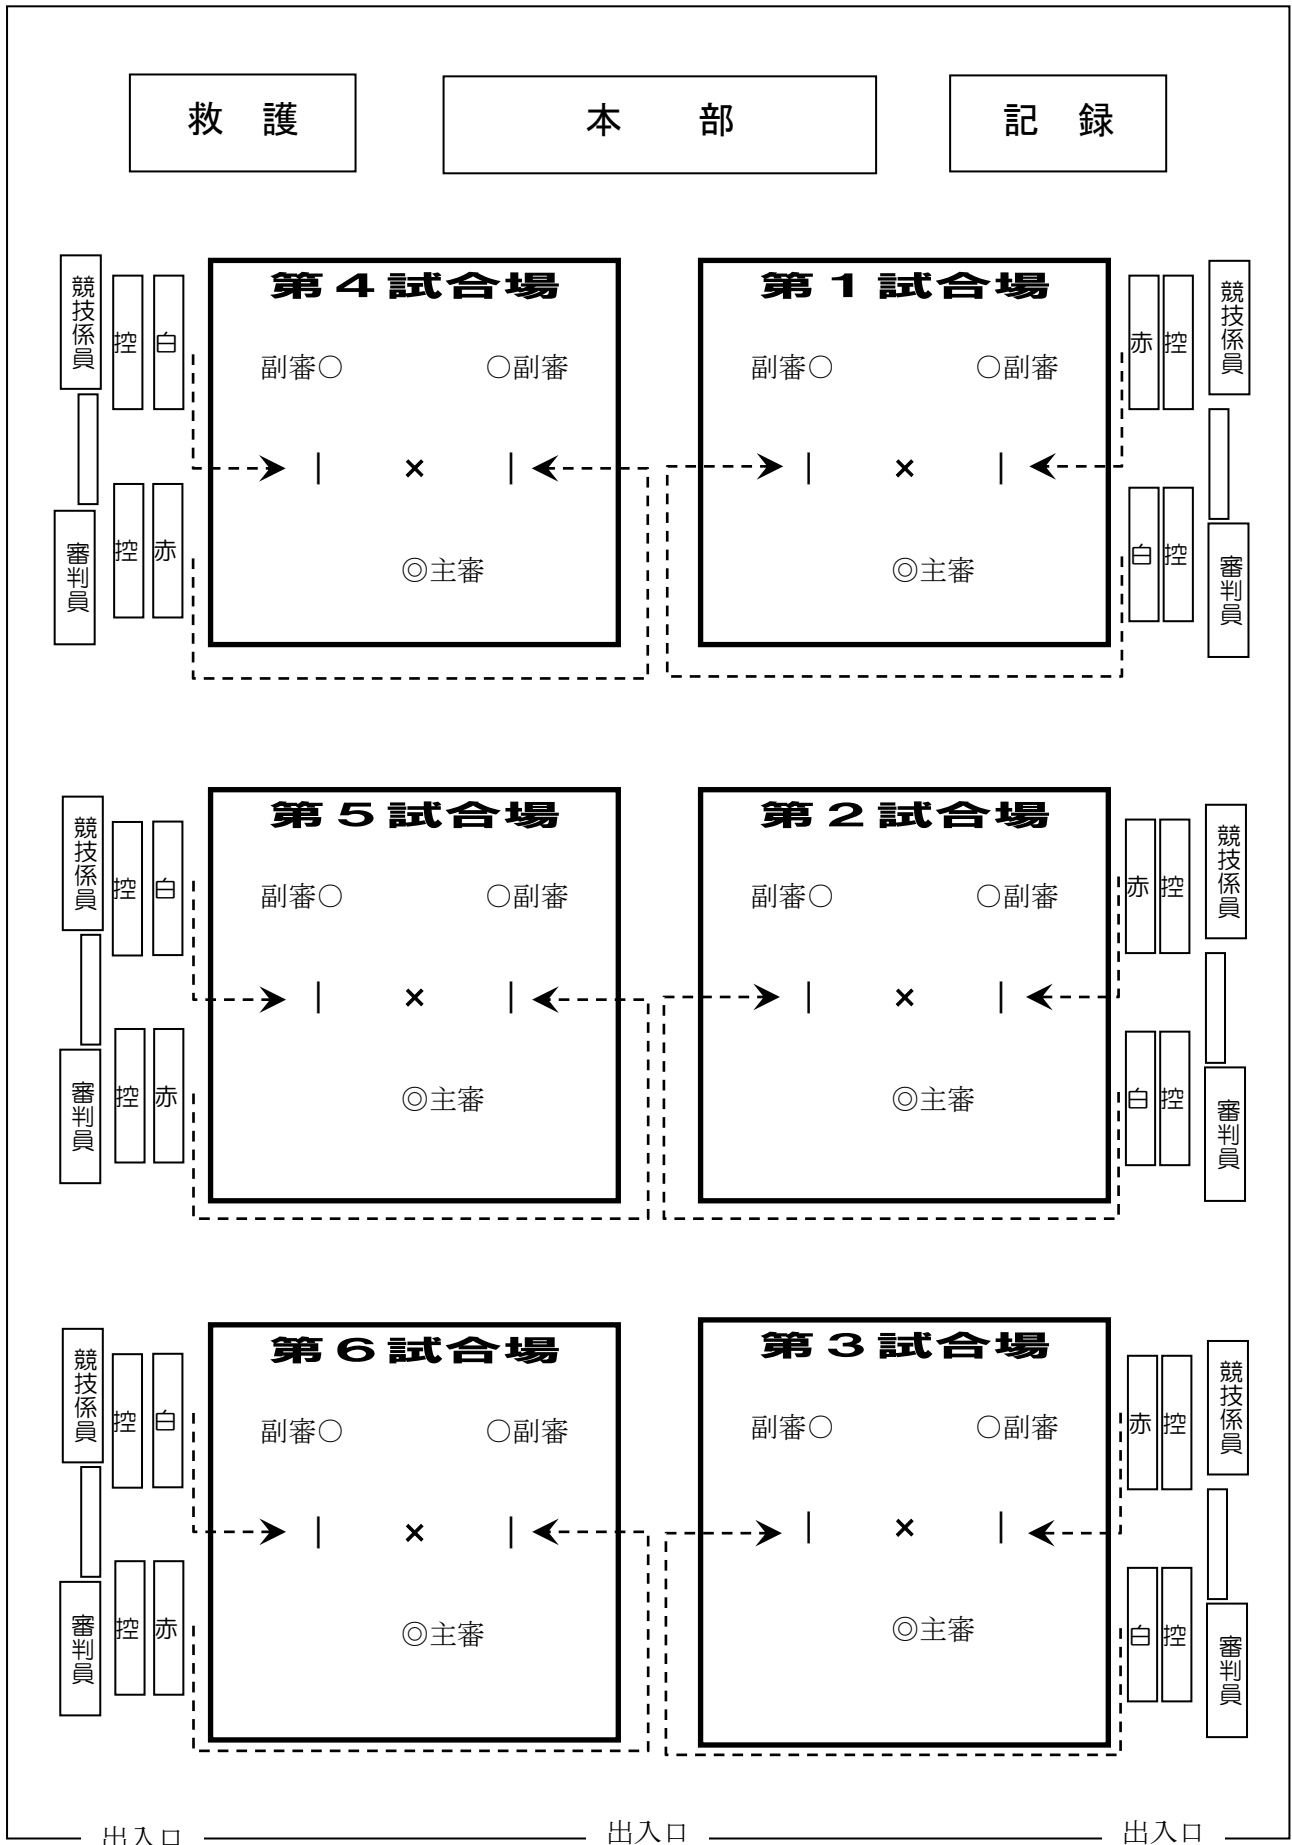 救　護
本　　部
記　録
第４試合場
第１試合場
競技係員
控
白
副審○
○副審
副審○
○副審
赤
控
競技係員
×
×
審判員
控
赤
◎主審
◎主審
白
控
審判員
第５試合場
第２試合場
競技係員
控
白
副審○
○副審
副審○
○副審
赤
控
競技係員
×
×
審判員
控
赤
◎主審
◎主審
白
控
審判員
第６試合場
第３試合場
競技係員
控
白
副審○
○副審
副審○
○副審
赤
控
競技係員
×
×
審判員
控
赤
◎主審
◎主審
白
控
審判員
出入口
出入口
出入口